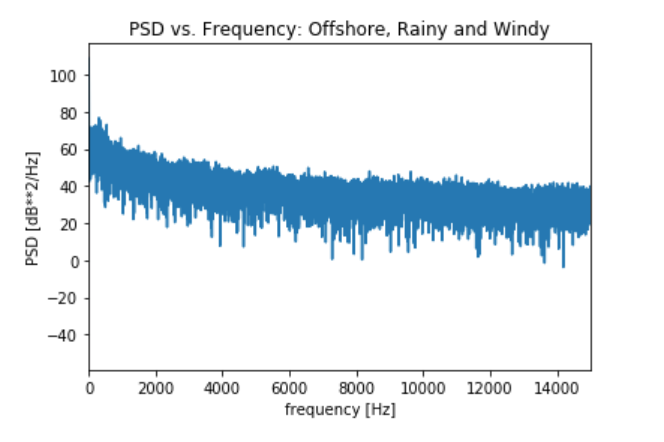 PSD vs. Frequency: Offshore, Rainy and Windy
PSD [dB**2/Hz]
100
80
60
40
20
0
−20
−40
0 2000 4000 6000 8000 10000 12000 14000
frequency [Hz]